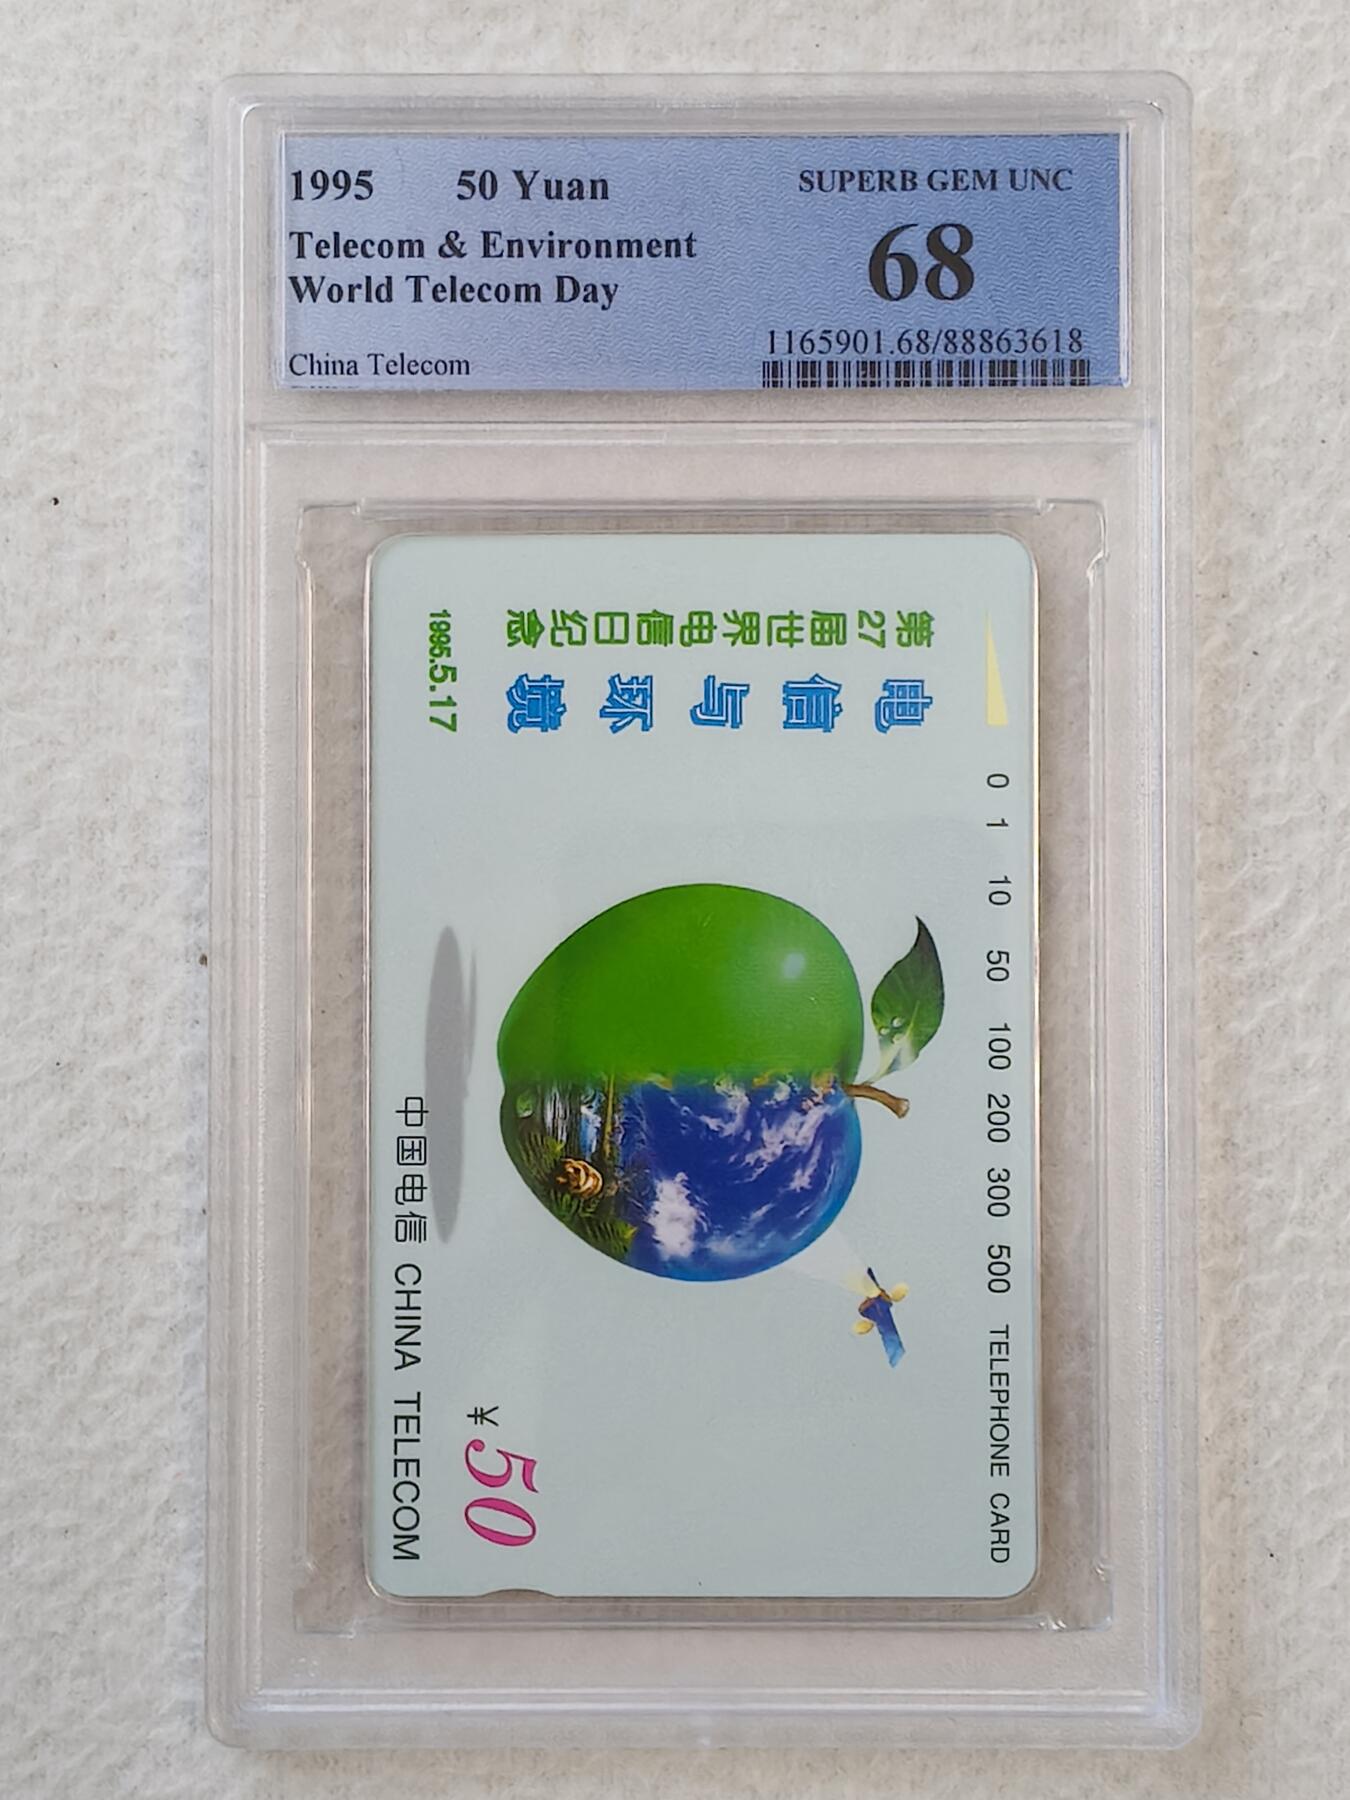 1995 50 Yuan
Telecom & Environment
World Telecom Day
China Telecom
SUPERB GEM UNC
68
1165901.68/88863618
0 1 10 50 100 200 300 500 TELEPHONE CARD
第27届世界电信日纪念
电信与环境
1995.5.17
¥50
中国电信 CHINA TELECOM